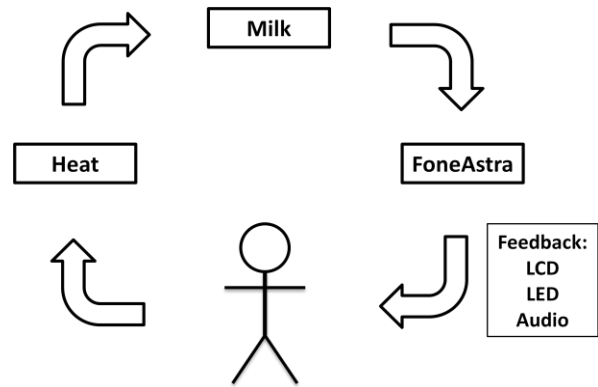 Milk
Heat
FoneAstra
Feedback:
LCD
LED
Audio